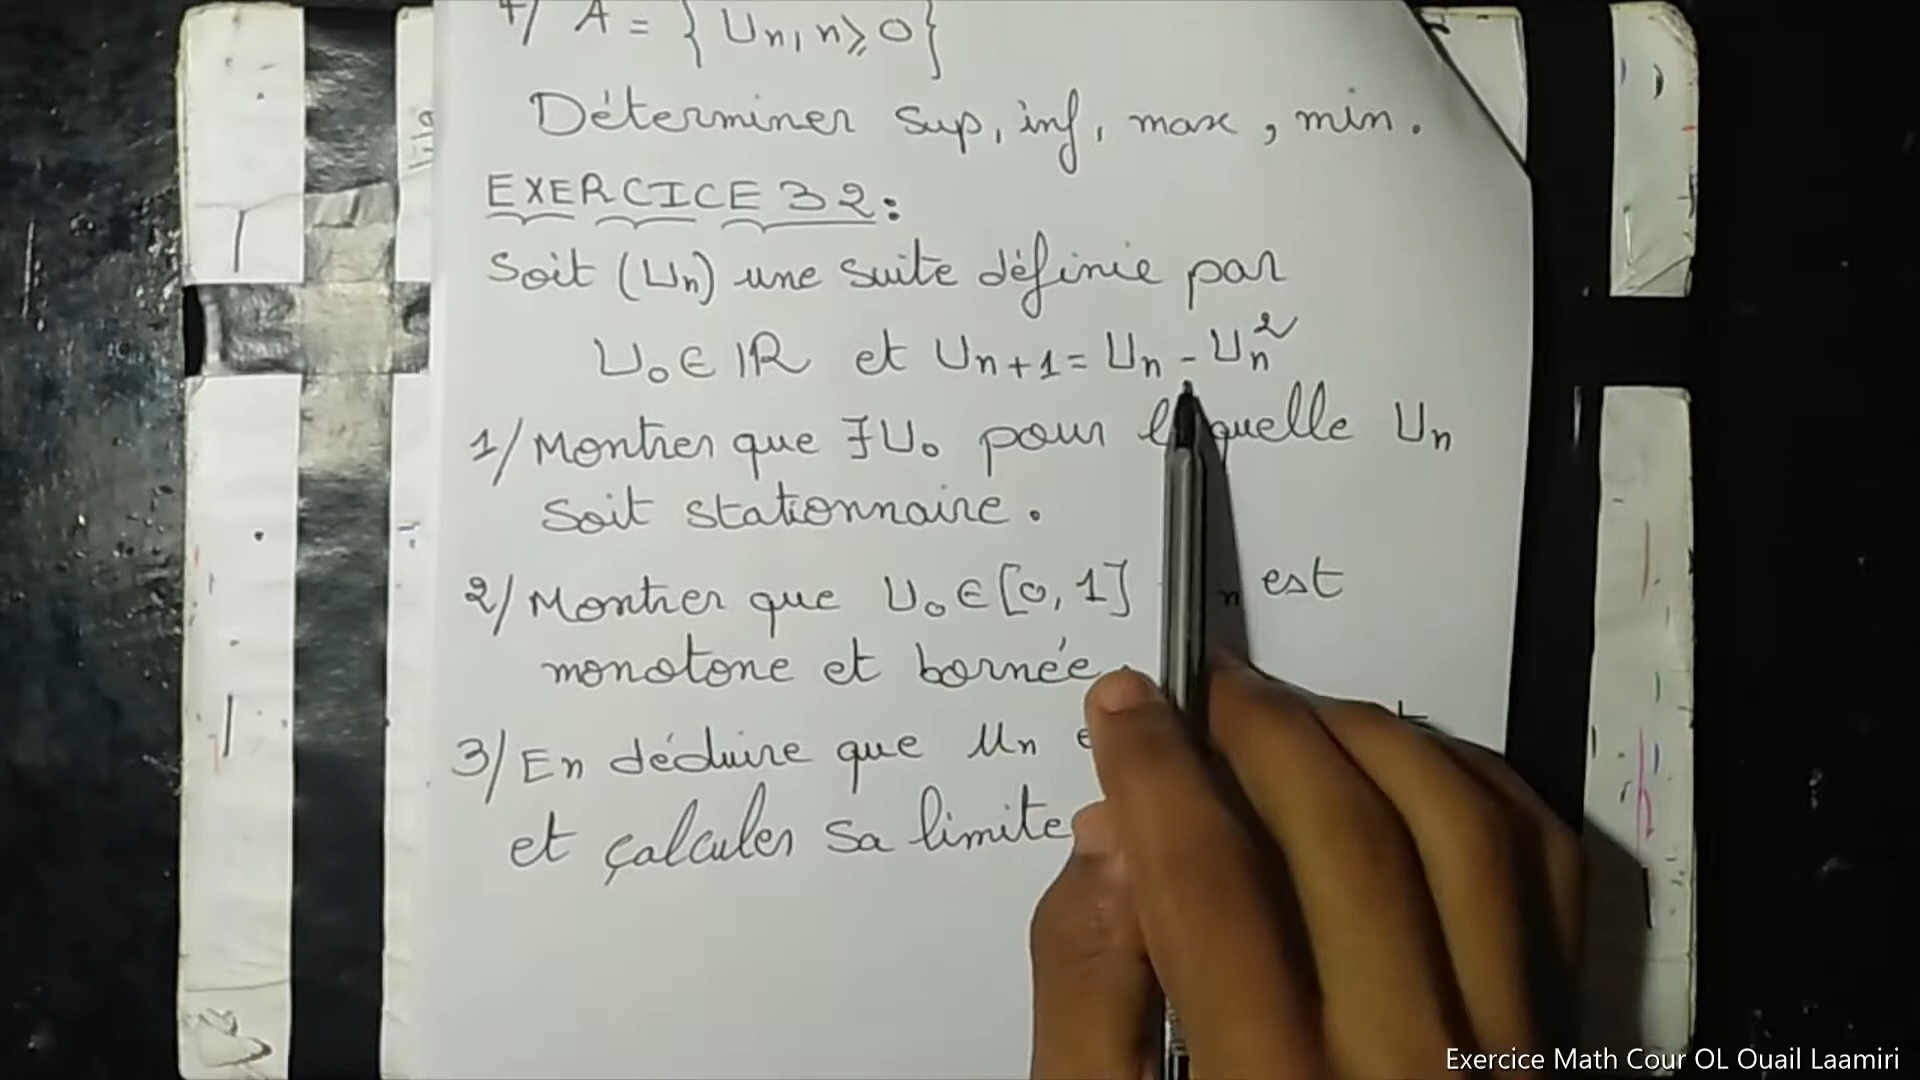 4/ A = { Un, n ≥ 0 }
Déterminer sup, inf, max, min.
EXERCICE 32:
Soit (Un) une suite définie par
U₀ ∈ IR et Un+1 = Un - Un²
1/ Montrer que ∃U₀ pour quelle Un
soit stationnaire.
2/ Montrer que U₀ ∈ [0, 1] n est
monotone et bornée
3/ En déduire que Un
et calculer sa limite
Exercice Math Cour OL Ouail Laamiri